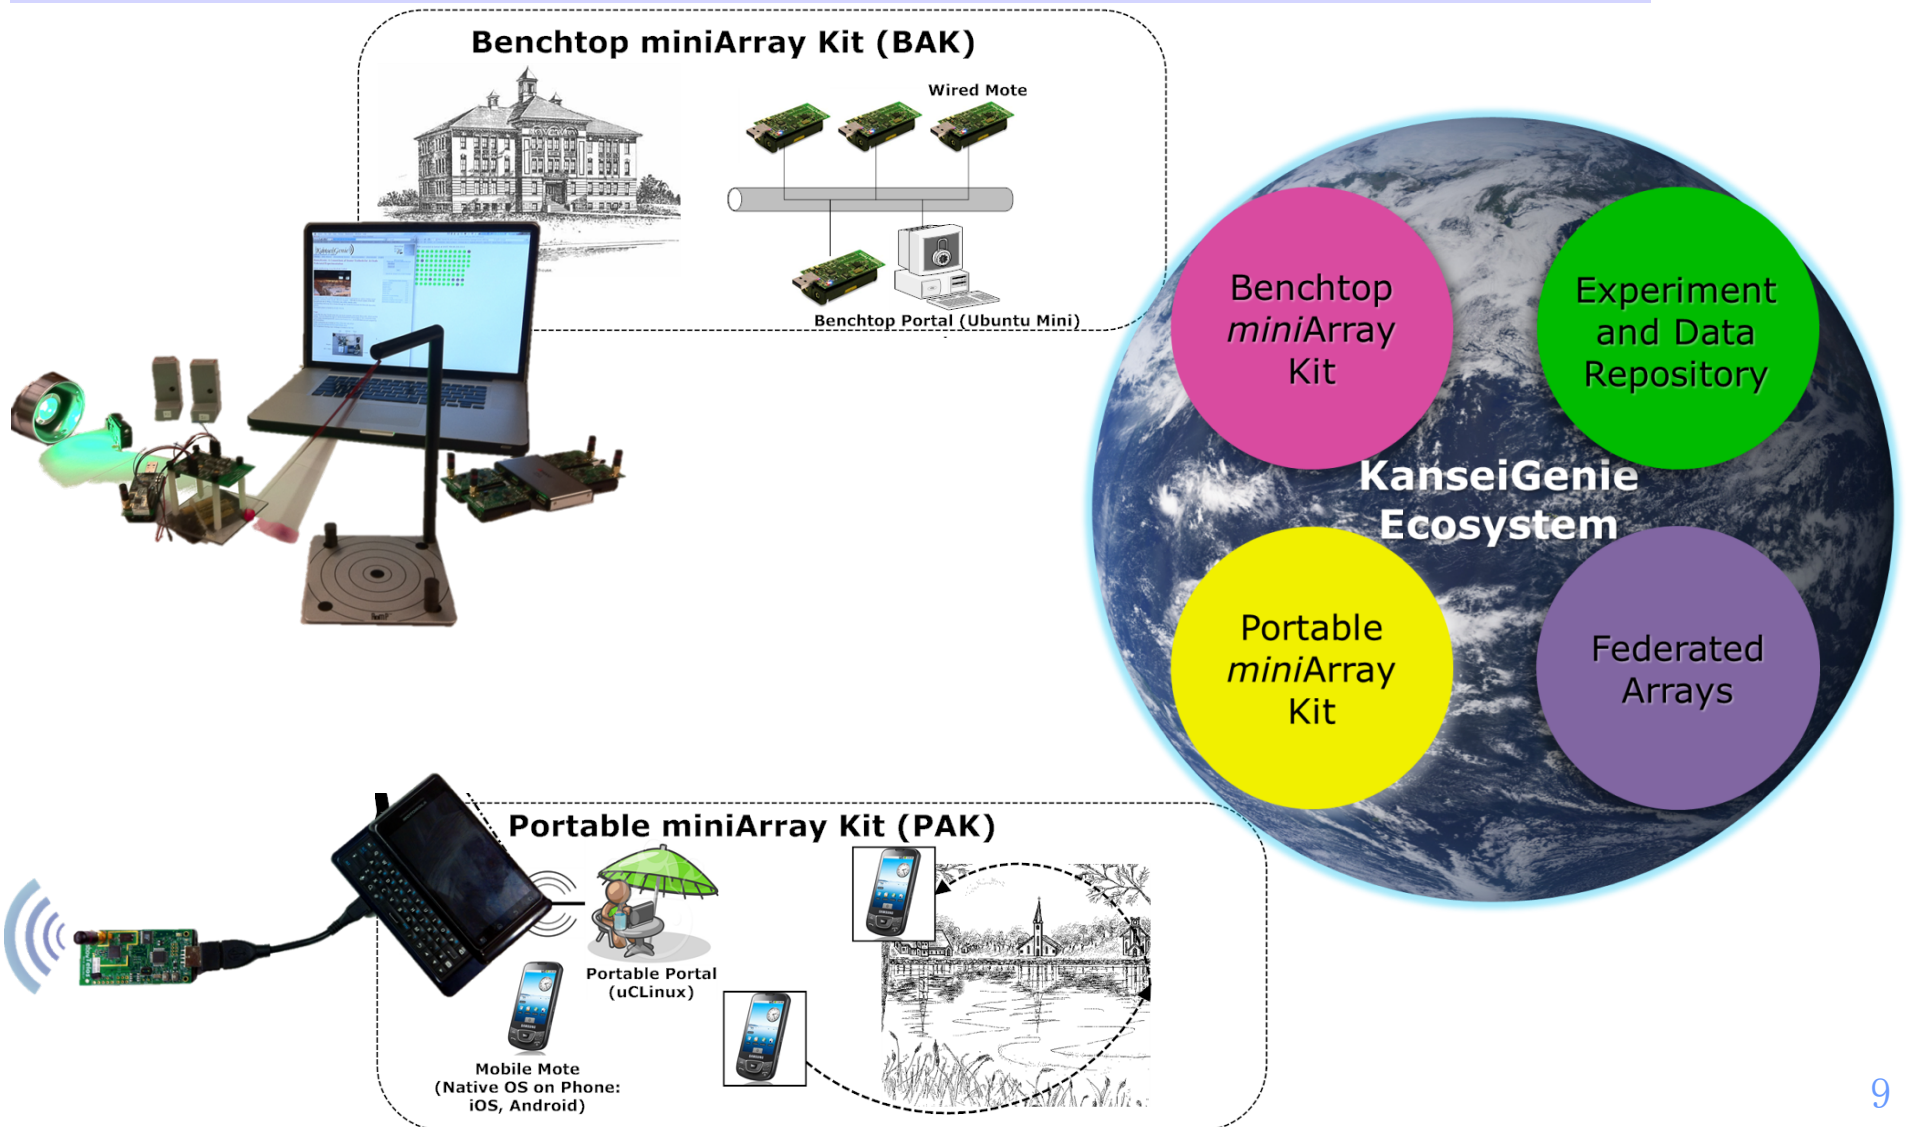 Benchtop miniArray Kit (BAK)
Wired Mote
Benchtop Portal (Ubuntu Mini)
Benchtop
miniArray
Kit
Experiment
and Data
Repository
KanseiGenie
Ecosystem
Portable
miniArray
Kit
Federated
Arrays
Portable miniArray Kit (PAK)
Portable Portal
(uCLinux)
Mobile Mote
(Native OS on Phone:
iOS, Android)
9